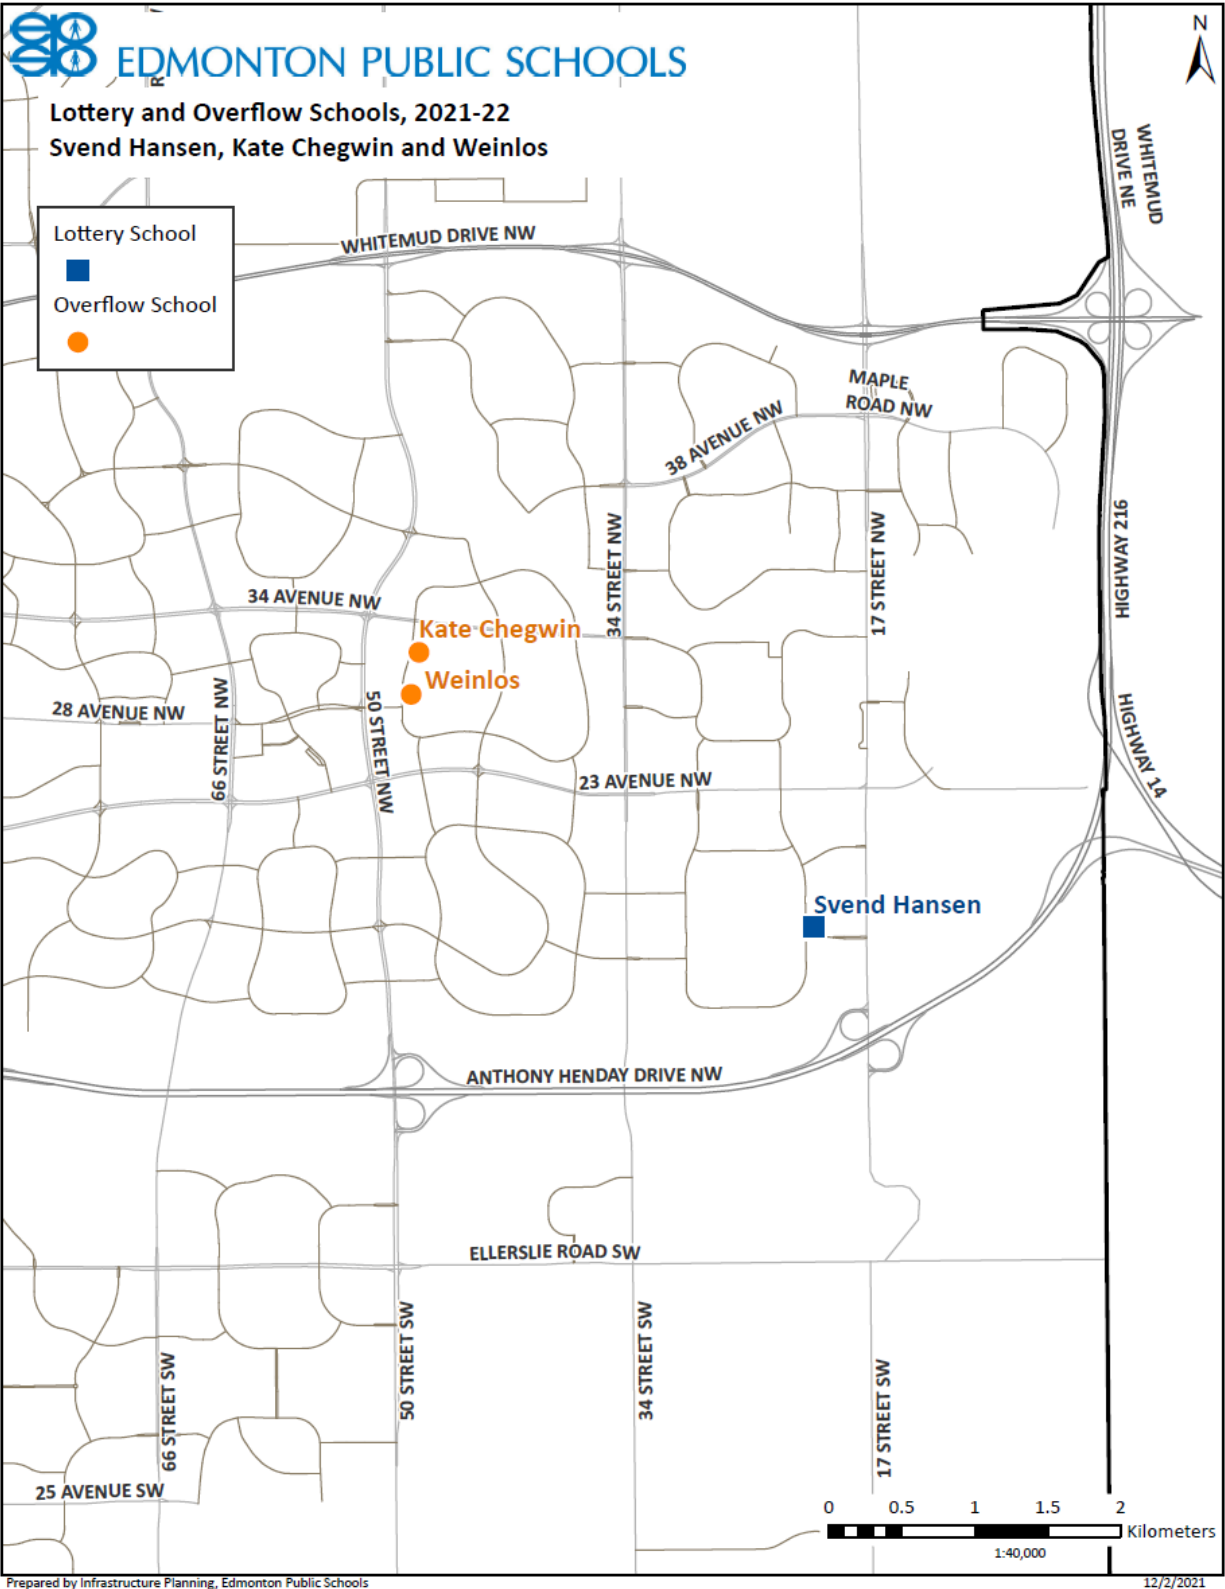 EDMONTON PUBLIC SCHOOLS
N
R
Lottery and Overflow Schools, 2021-22
Svend Hansen, Kate Chegwin and Weinlos
WHITEMUD
DRIVE NE
Lottery School
Overflow School
WHITEMUD DRIVE NW
MAPLE
ROAD NW
38 AVENUE NW
34 STREET NW
17 STREET NW
HIGHWAY 216
34 AVENUE NW
Kate Chegwin
Weinlos
28 AVENUE NW
66 STREET NW
50 STREET NW
HIGHWAY 14
23 AVENUE NW
Svend Hansen
ANTHONY HENDAY DRIVE NW
ELLERSLIE ROAD SW
66 STREET SW
50 STREET SW
34 STREET SW
17 STREET SW
25 AVENUE SW
0 0.5 1 1.5 2
Kilometers
1:40,000
Prepared by Infrastructure Planning, Edmonton Public Schools
12/2/2021